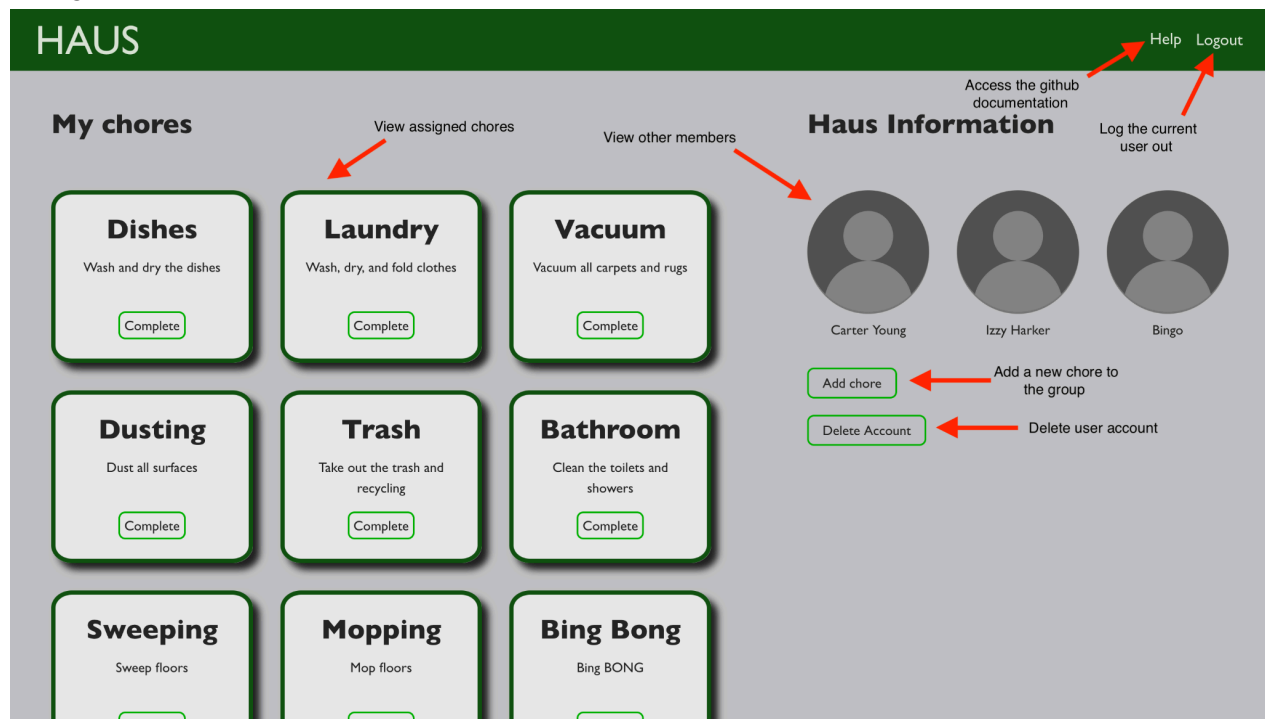 HAUS
Help Logout
Access the github
documentation
My chores
View assigned chores
View other members
Haus Information
Log the current
user out
Dishes
Wash and dry the dishes
Complete
Laundry
Wash, dry, and fold clothes
Complete
Vacuum
Vacuum all carpets and rugs
Complete
Carter Young
Izzy Harker
Bingo
Add chore
Add a new chore to
the group
Delete Account
Delete user account
Dusting
Dust all surfaces
Complete
Trash
Take out the trash and
recycling
Complete
Bathroom
Clean the toilets and
showers
Complete
Sweeping
Sweep floors
Mopping
Mop floors
Bing Bong
Bing BONG